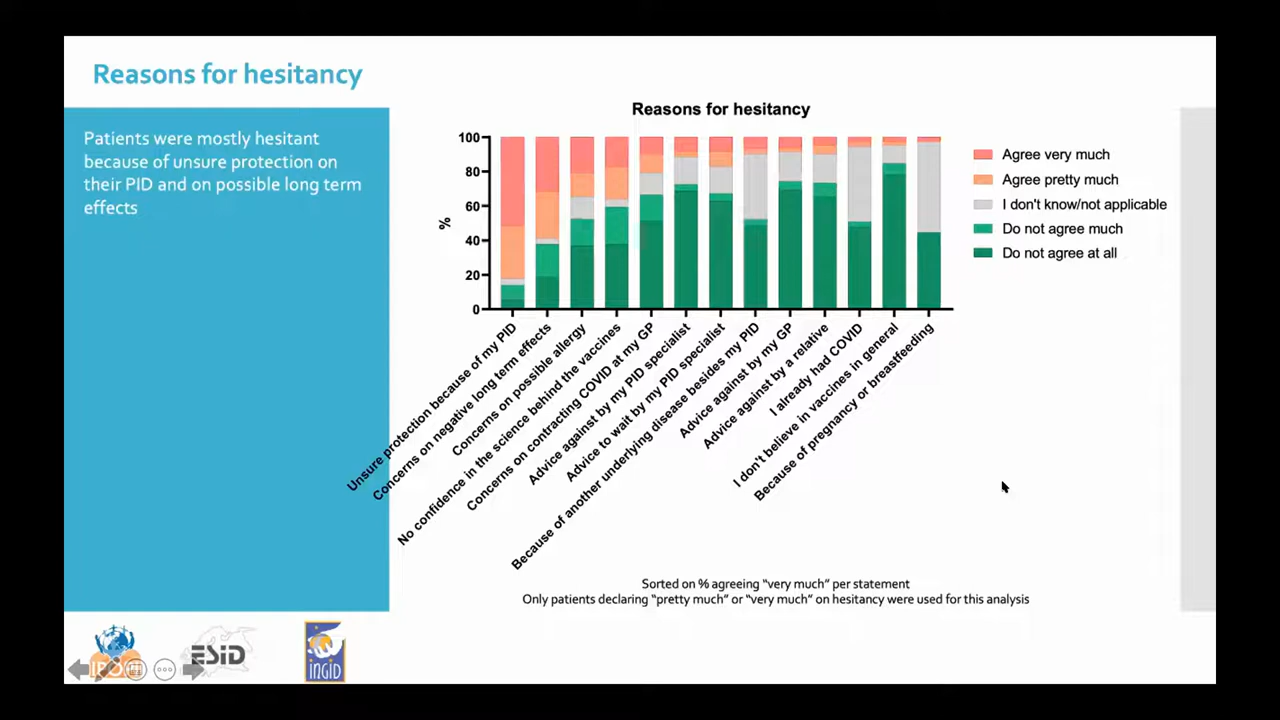 Reasons for hesitancy
Patients were mostly hesitant
because of unsure protection on
their PID and on possible long term
effects
Reasons for hesitancy
100
80
60
40
20
0
%
Agree very much
Agree pretty much
I don't know/not applicable
Do not agree much
Do not agree at all
Unsure protection because of my PID
Concerns on negative long term effects
Concerns on possible allergy
No confidence in the science behind the vaccines
Concerns on contracting COVID at my GP
Advice against by my PID specialist
Advice to wait by my PID specialist
Because of another underlying disease besides my PID
Advice against by my GP
Advice against by a relative
I already had COVID
I don't believe in vaccines in general
Because of pregnancy or breastfeeding
Sorted on % agreeing "very much" per statement
Only patients declaring "pretty much" or "very much" on hesitancy were used for this analysis
ESID
INGID